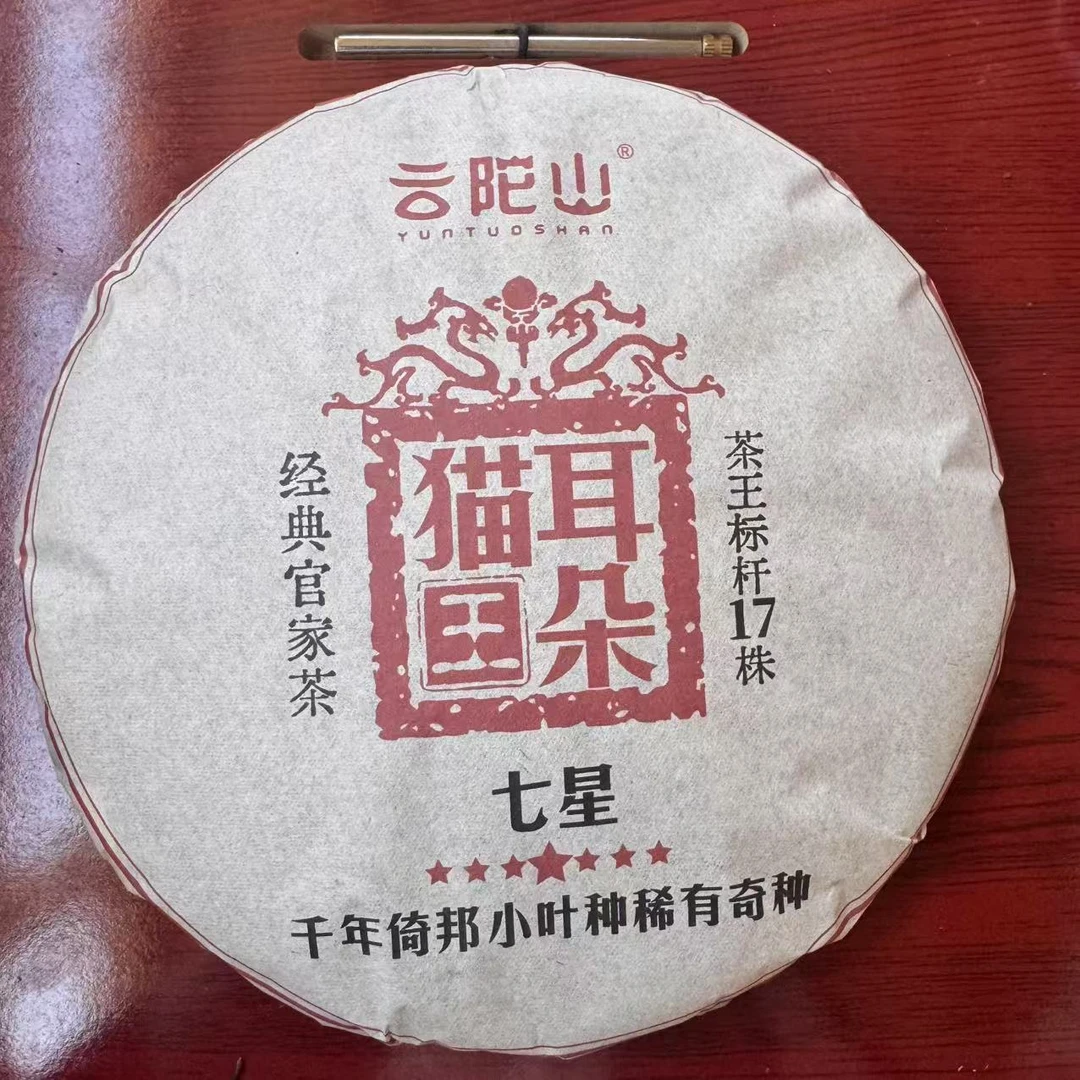 云陀山®
YUNTUOSHAN
猫耳
朵
茶王标杆17株
经典官家茶
七星
千年倚邦小叶种稀有奇种